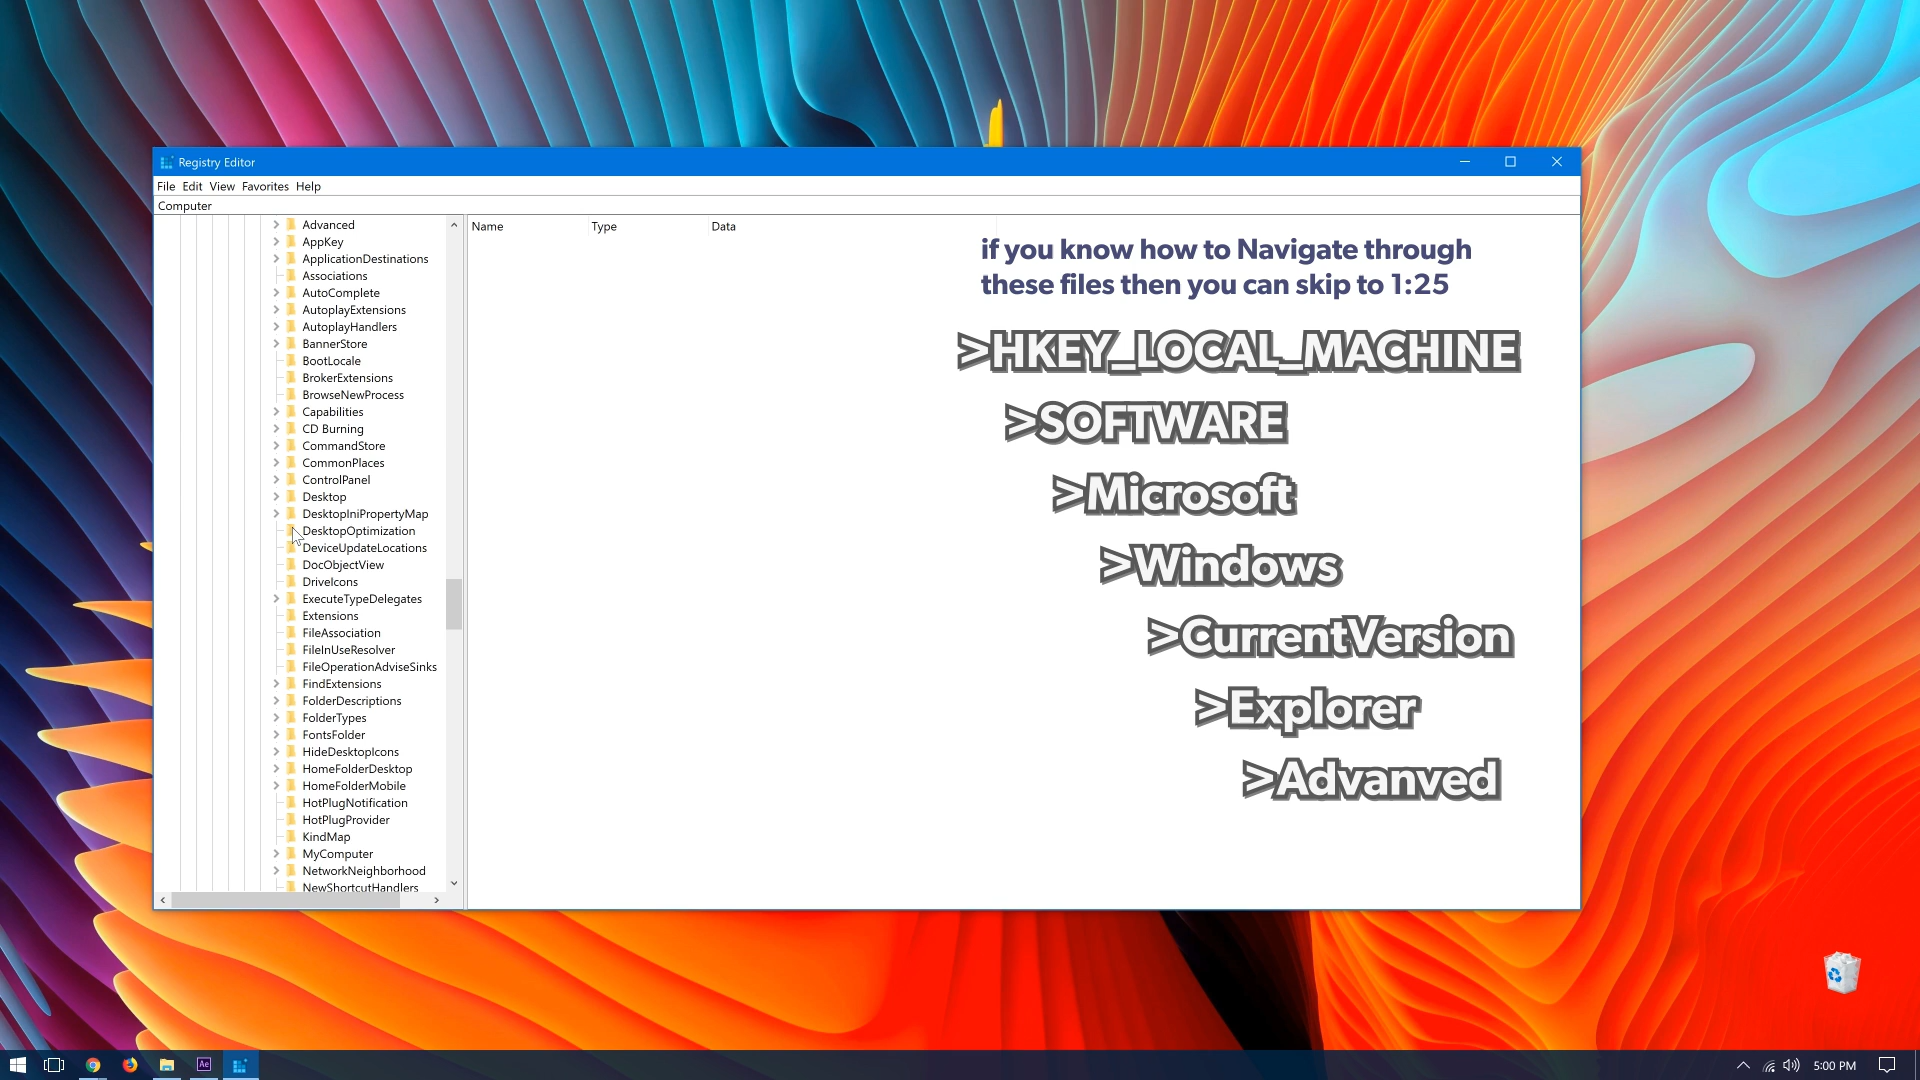 Registry Editor
File Edit View Favorites Help
Computer
Advanced
AppKey
ApplicationDestinations
Associations
AutoComplete
AutoplayExtensions
AutoplayHandlers
BannerStore
BootLocale
BrokerExtensions
BrowseNewProcess
Capabilities
CD Burning
CommandStore
CommonPlaces
ControlPanel
Desktop
DesktopIniPropertyMap
DesktopOptimization
DeviceUpdateLocations
DocObjectView
DriveIcons
ExecuteTypeDelegates
Extensions
FileAssociation
FileInUseResolver
FileOperationAdviseSinks
FindExtensions
FolderDescriptions
FolderTypes
FontsFolder
HideDesktopIcons
HomeFolderDesktop
HomeFolderMobile
HotPlugNotification
HotPlugProvider
KindMap
MyComputer
NetworkNeighborhood
NewShortcutHandlers
Name Type Data
if you know how to Navigate through
these files then you can skip to 1:25
>HKEY_LOCAL_MACHINE
>SOFTWARE
>Microsoft
>Windows
>CurrentVersion
>Explorer
>Advanved
Ae
5:00 PM